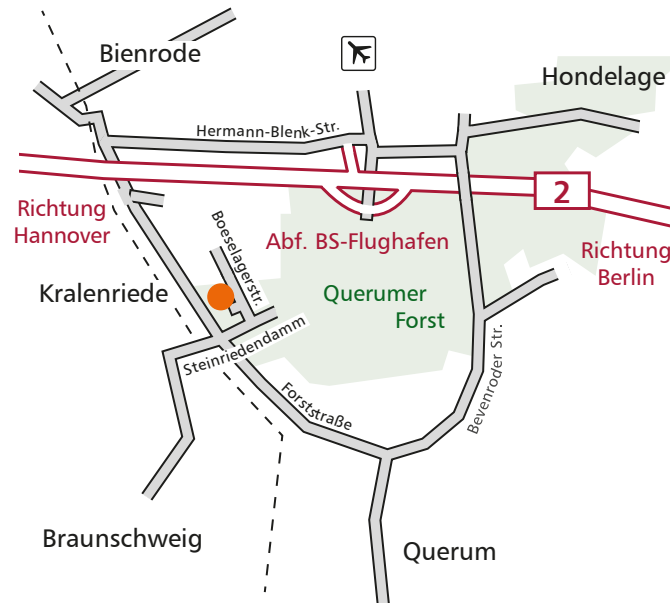 Bienrode
Hondelage
Hermann-Blenk-Str.
2
Richtung
Hannover
Boeselagerstr.
Abf. BS-Flughafen
Richtung
Berlin
Kralenriede
Querumer
Forst
Steinriedendamm
Bevenroder Str.
Forststraße
Braunschweig
Querum